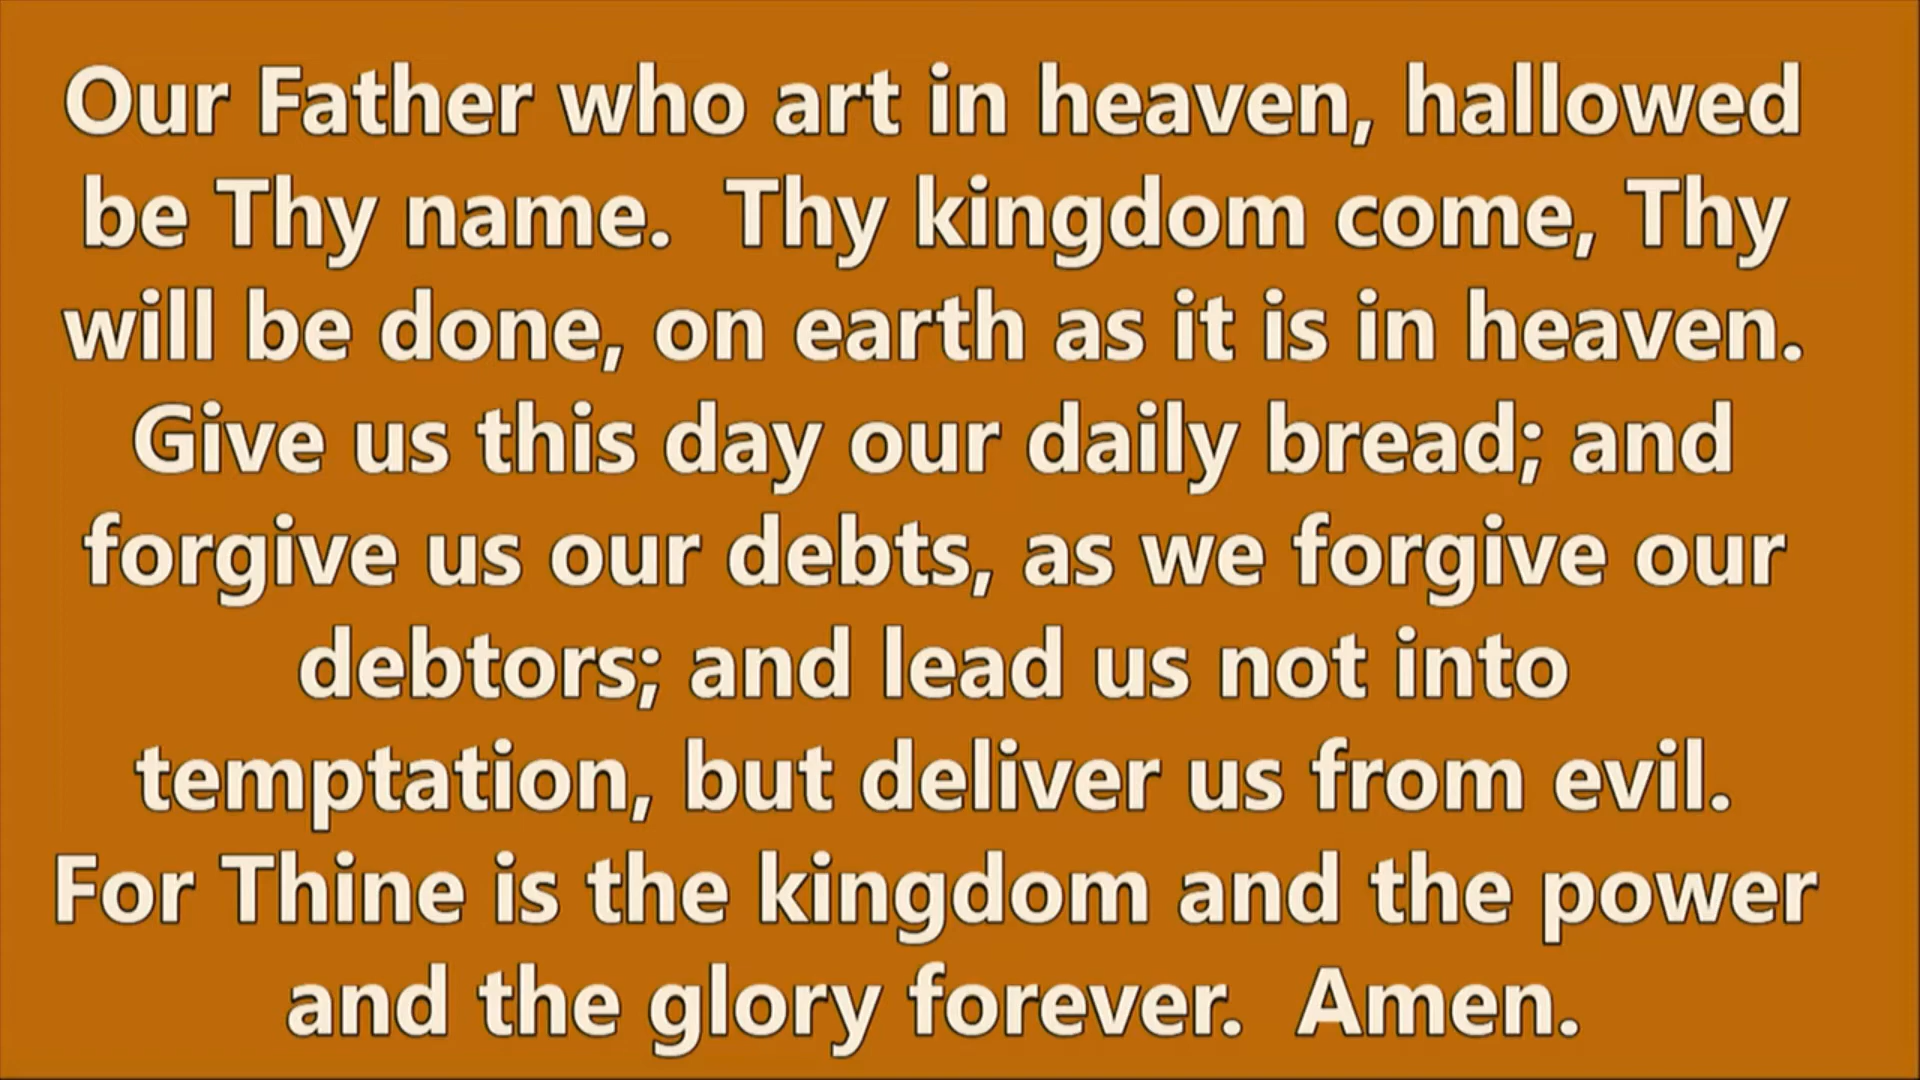 Our Father who art in heaven, hallowed
be Thy name.  Thy kingdom come, Thy
will be done, on earth as it is in heaven.
Give us this day our daily bread; and
forgive us our debts, as we forgive our
debtors; and lead us not into
temptation, but deliver us from evil.
For Thine is the kingdom and the power
and the glory forever.  Amen.